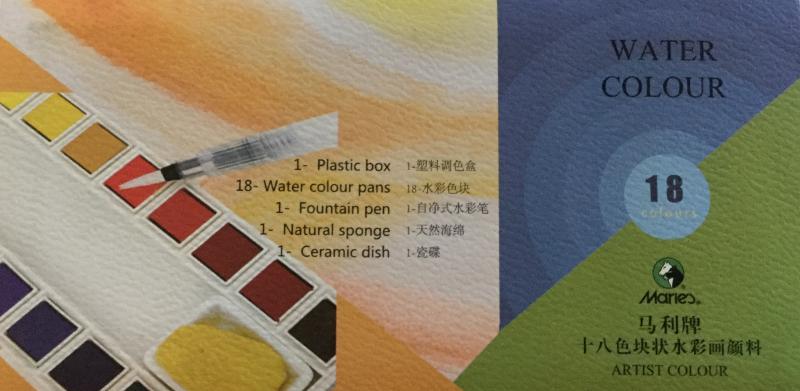 WATER
COLOUR
1- Plastic box 1-塑料调色盒
18- Water colour pans 18-水彩色块
1- Fountain pen 1-自净式水彩笔
1- Natural sponge 1-天然海绵
1- Ceramic dish 1-瓷碟
18
colours
Maries®
马利牌
十八色块状水彩画颜料
ARTIST COLOUR